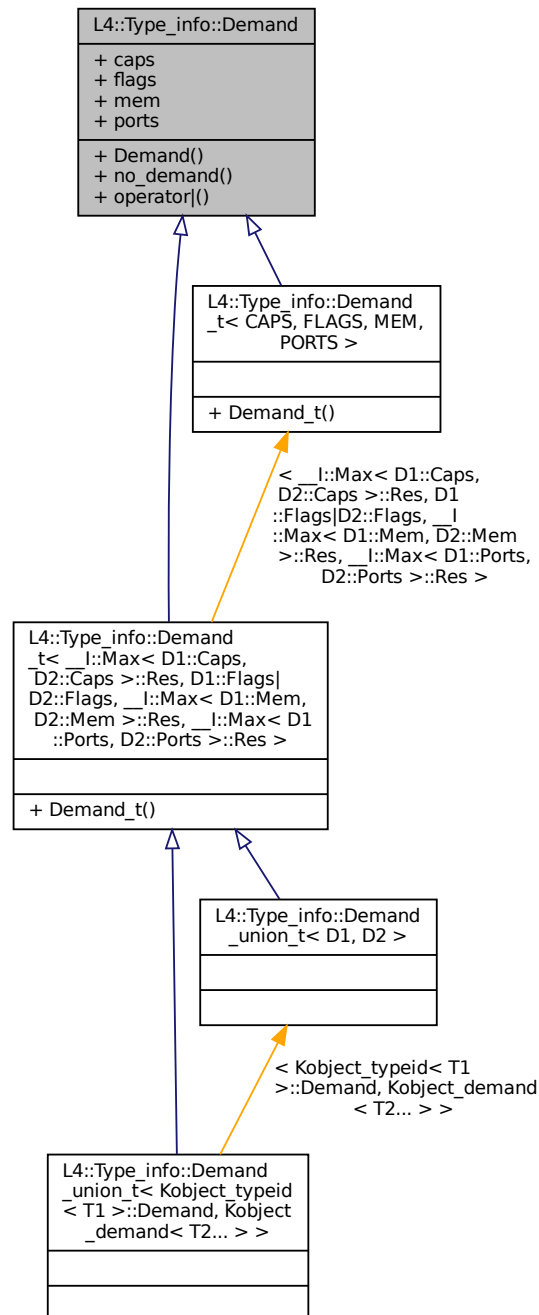 L4::Type_info::Demand
+ caps
+ flags
+ mem
+ ports
+ Demand()
+ no_demand()
+ operator|()
L4::Type_info::Demand
_t< CAPS, FLAGS, MEM,
PORTS >
+ Demand_t()
< __I::Max< D1::Caps,
D2::Caps >::Res, D1
::Flags|D2::Flags, __I
::Max< D1::Mem, D2::Mem
>::Res, __I::Max< D1::Ports,
D2::Ports >::Res >
L4::Type_info::Demand
_t< __I::Max< D1::Caps,
D2::Caps >::Res, D1::Flags|
D2::Flags, __I::Max< D1::Mem,
D2::Mem >::Res, __I::Max< D1
::Ports, D2::Ports >::Res >
+ Demand_t()
L4::Type_info::Demand
_union_t< D1, D2 >
< Kobject_typeid< T1
>::Demand, Kobject_demand
< T2... > >
L4::Type_info::Demand
_union_t< Kobject_typeid
< T1 >::Demand, Kobject
_demand< T2... > >